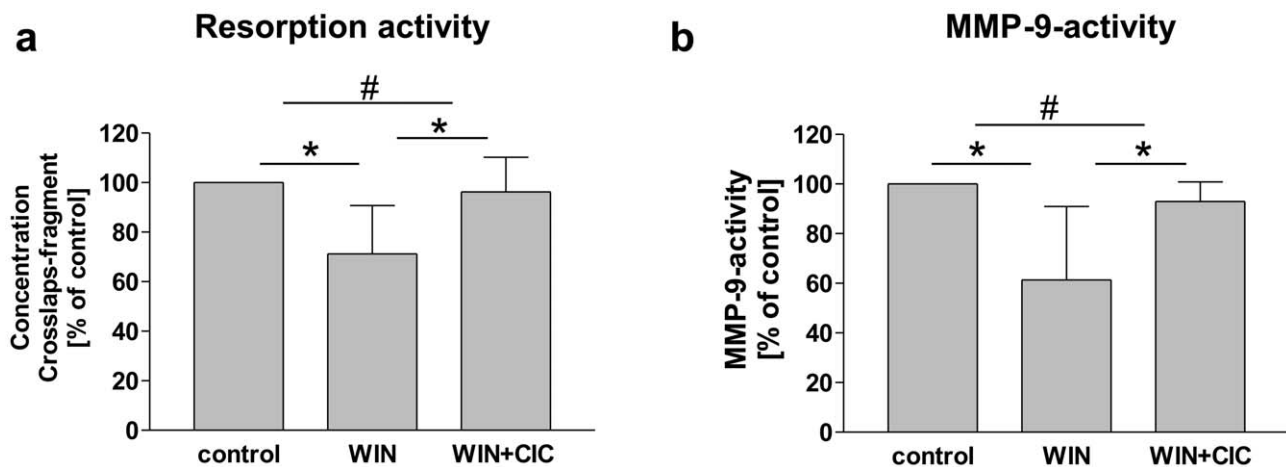 a
Resorption activity
#
*
*
Concentration
Crosslaps-fragment
[% of control]
120
100
80
60
40
20
0
control
WIN
WIN+CIC
b
MMP-9-activity
#
*
*
MMP-9-activity
[% of control]
120
100
80
60
40
20
0
control
WIN
WIN+CIC